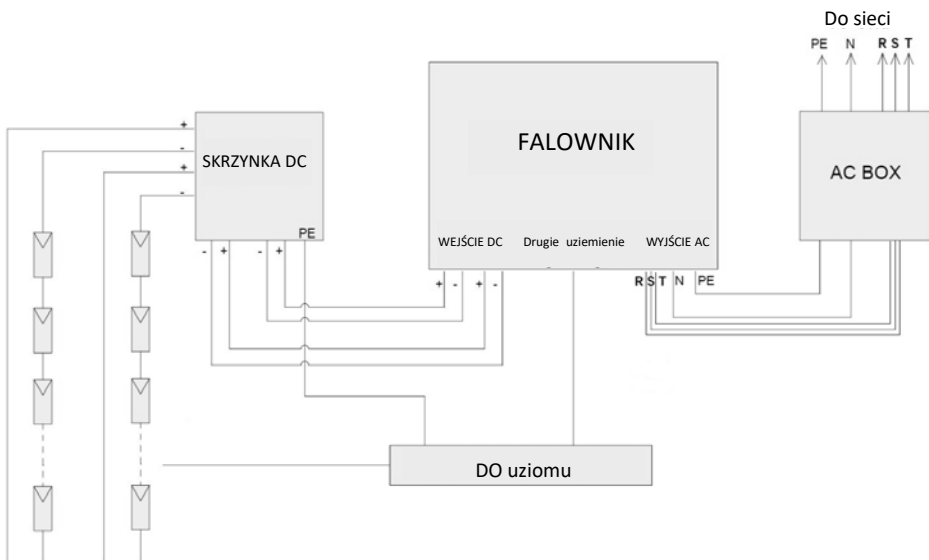 Do sieci
PE N R S T
+
-
+
-
SKRZYNKA DC
PE
- + - +
FALOWNIK
WEJŚCIE DC Drugie uziemienie WYJŚCIE AC
+ - + -
R S T N PE
AC BOX
DO uziomu